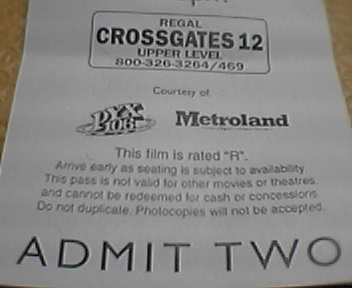 REGAL
CROSSGATES 12
UPPER LEVEL
800-326-3264/469
Courtesy of
PYX
106
Metroland
This film is rated "R".
Arrive early as seating is subject to availability
This pass is not valid for other movies or theatres,
and cannot be redeemed for cash or concessions.
Do not duplicate. Photocopies will not be accepted.
ADMIT TWO